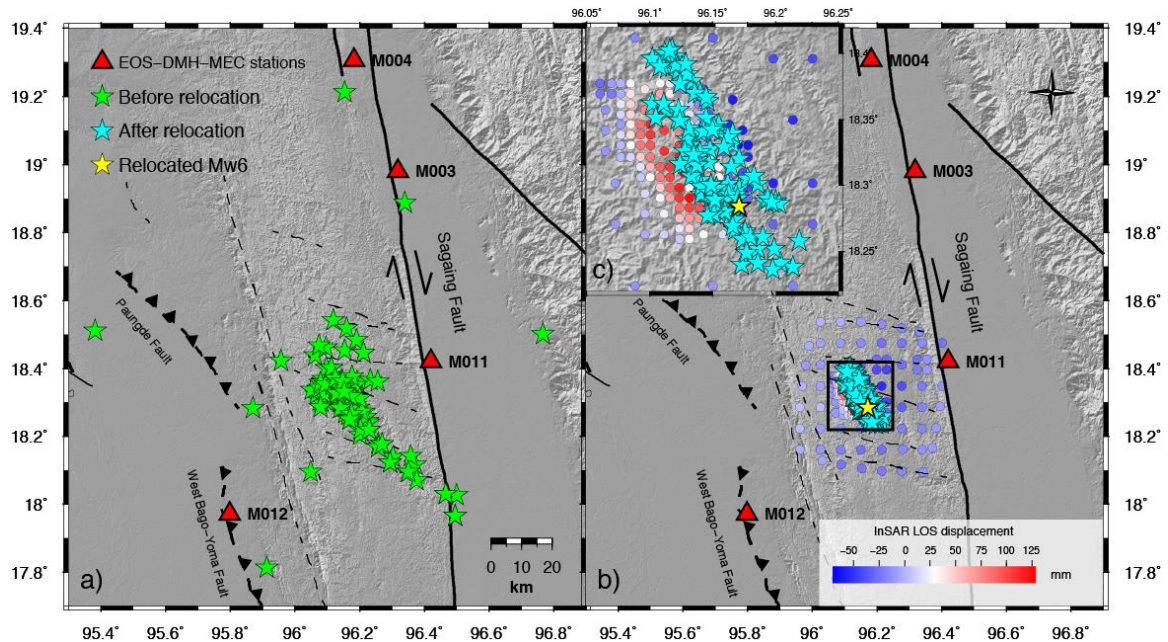 96.05° 96.1° 96.15° 96.2° 96.25°
19.4°
19.2°
19°
18.8°
18.6°
18.4°
18.2°
18°
17.8°
EOS−DMH−MEC stations
Before relocation
After relocation
Relocated Mw6
M004
M003
M011
M012
Sagaing Fault
Paungde Fault
West Bago−Yoma Fault
0 10 20
km
a)
95.4° 95.6° 95.8° 96° 96.2° 96.4° 96.6° 96.8°
c)
18.4°
18.35°
18.3°
18.25°
M004
M003
M011
M012
Sagaing Fault
Paungde Fault
West Bago−Yoma Fault
b)
InSAR LOS displacement
−50 −25 0 25 50 75 100 125
mm
19.4°
19.2°
19°
18.8°
18.6°
18.4°
18.2°
18°
17.8°
95.4° 95.6° 95.8° 96° 96.2° 96.4° 96.6° 96.8°